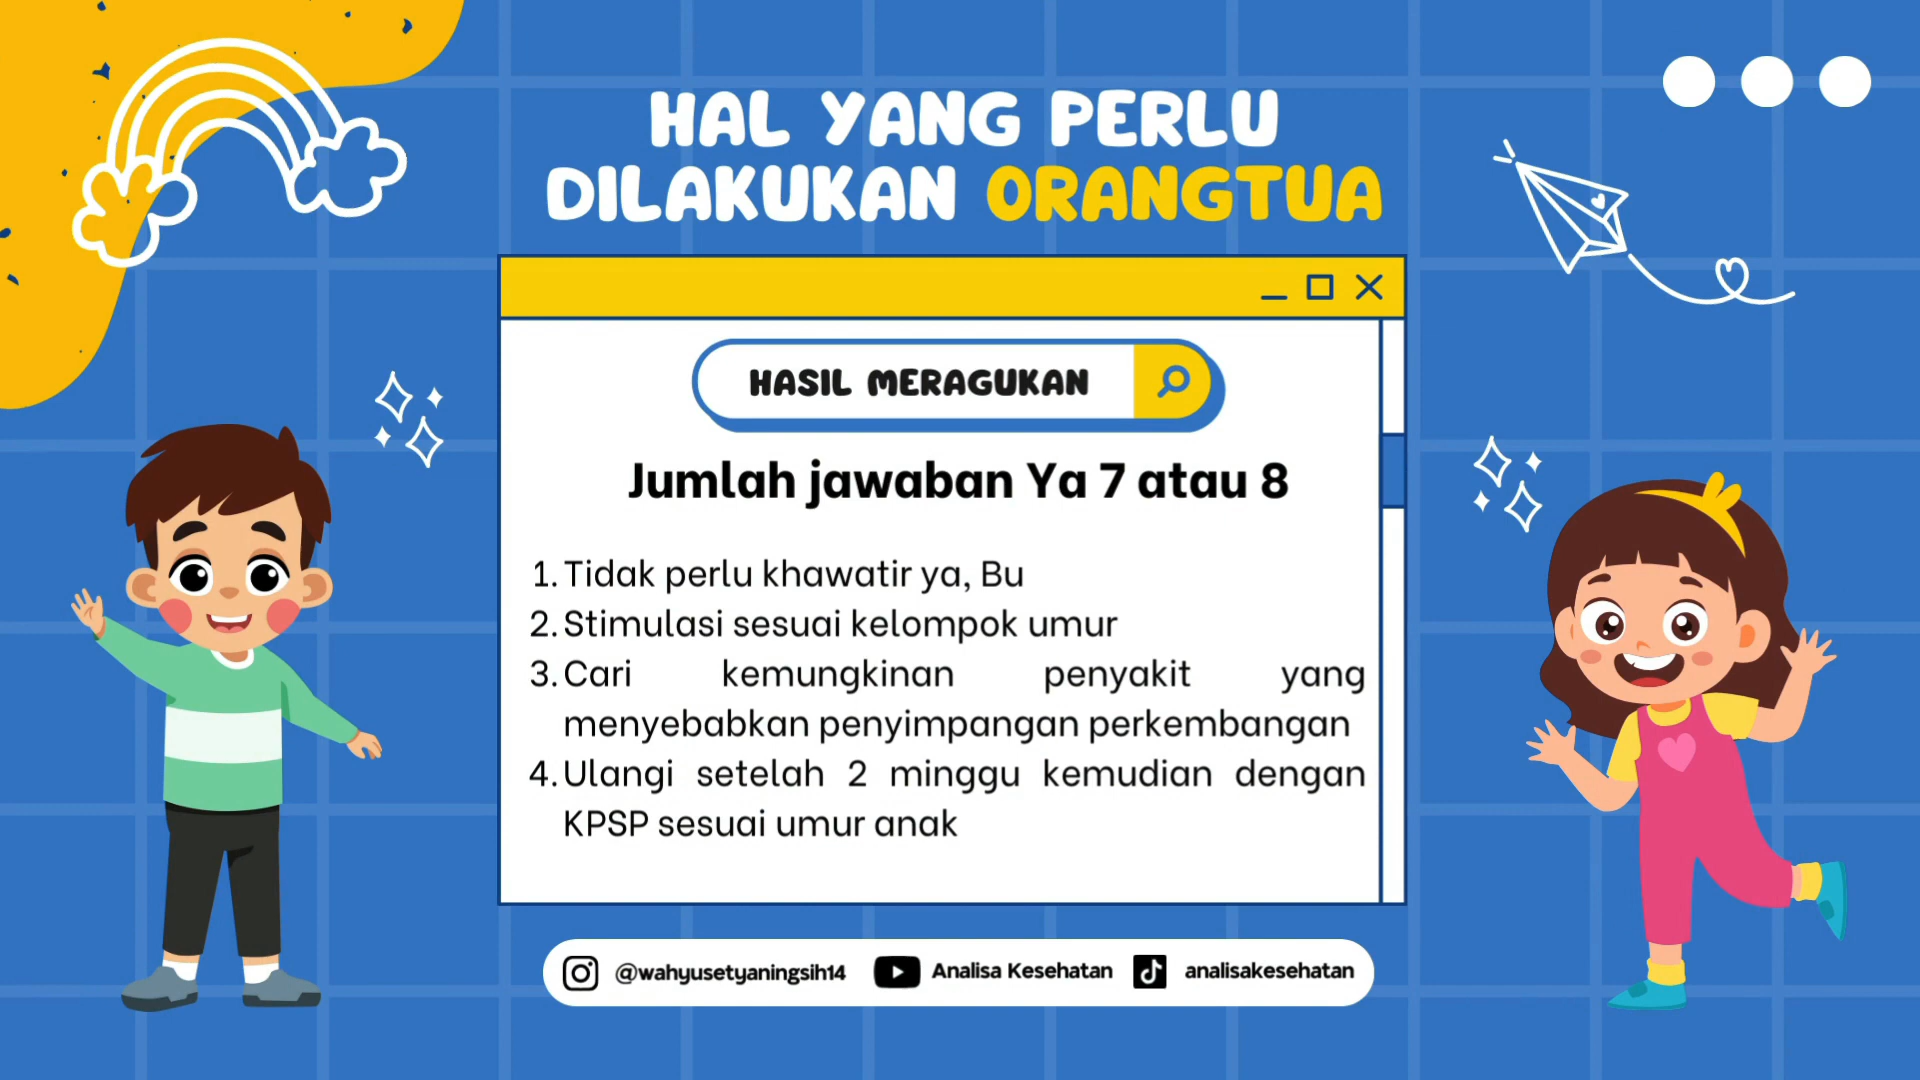 HAL YANG PERLU
DILAKUKAN ORANGTUA
HASIL MERAGUKAN
Jumlah jawaban Ya 7 atau 8
1. Tidak perlu khawatir ya, Bu
2. Stimulasi sesuai kelompok umur
3. Cari kemungkinan penyakit yang
menyebabkan penyimpangan perkembangan
4. Ulangi setelah 2 minggu kemudian dengan
KPSP sesuai umur anak
@wahyusetyaningsih14 Analisa Kesehatan analisakesehatan